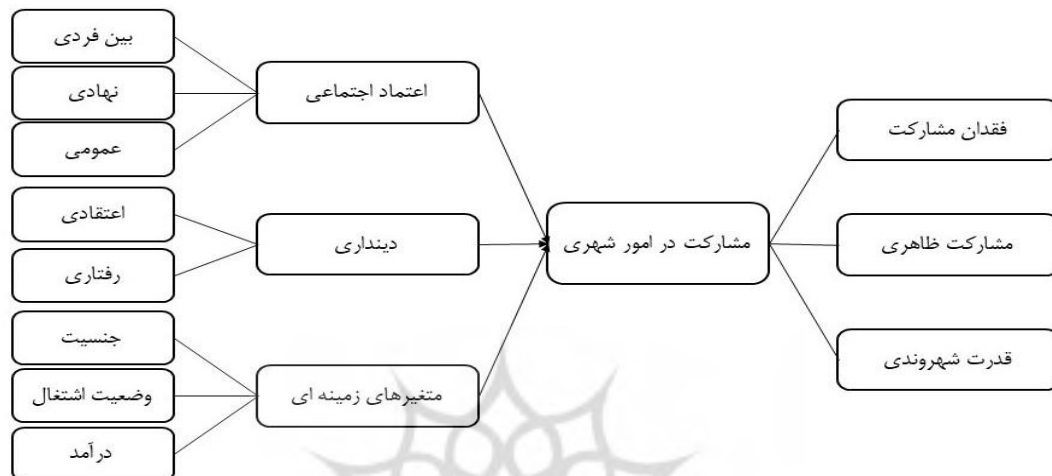 بین فردی
نهادی
عمومی
اعتقادی
رفتاری
جنسیت
وضعیت اشتغال
درآمد
اعتماد اجتماعی
دینداری
متغیرهای زمینه ای
مشارکت در امور شهری
فقدان مشارکت
مشارکت ظاهری
قدرت شهروندی